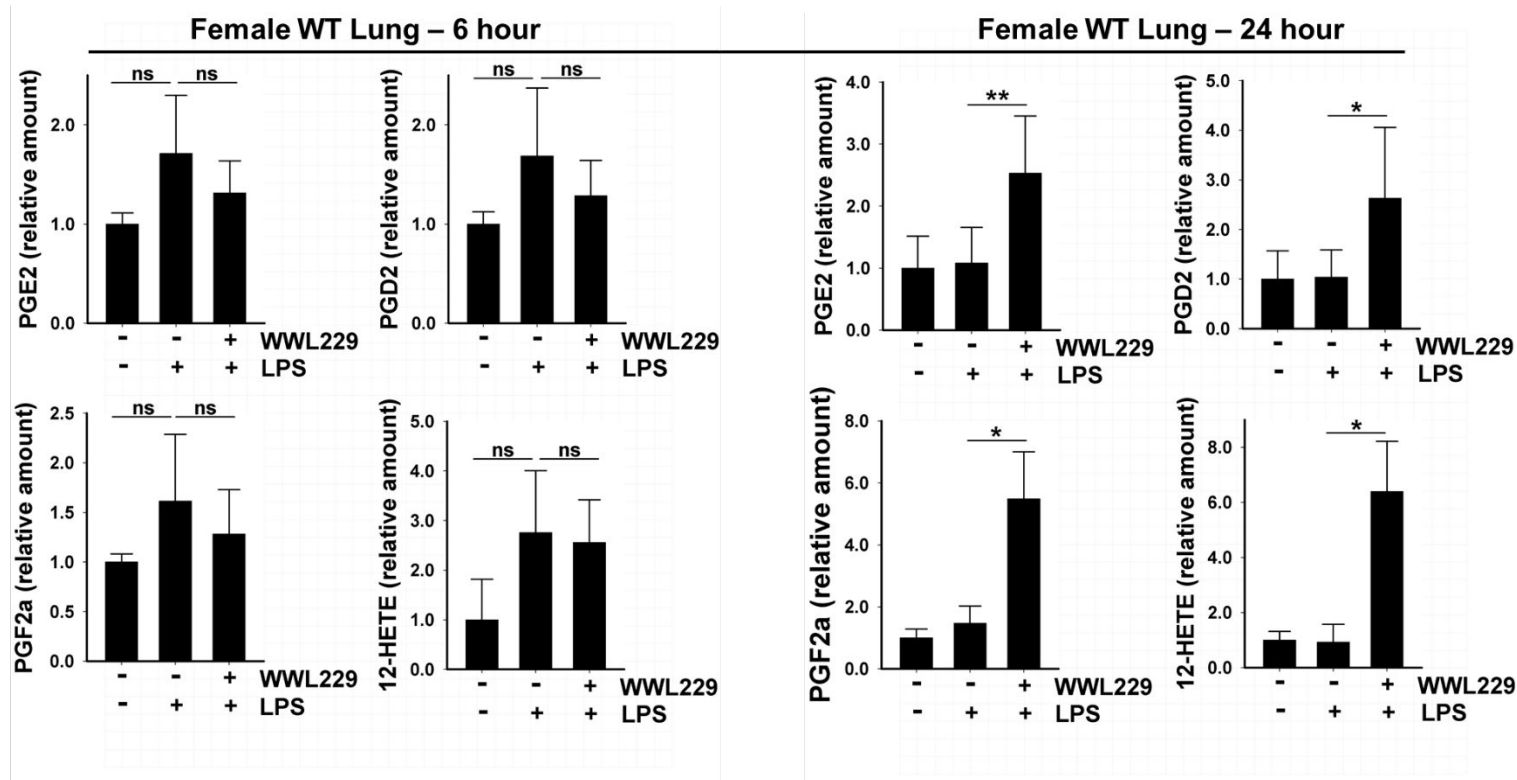 Female WT Lung – 6 hour
ns ns
PGE2 (relative amount)
2.0
1.0
0.0
- - + WWL229
- + + LPS
ns ns
PGD2 (relative amount)
2.0
1.0
0.0
- - + WWL229
- + + LPS
ns ns
PGF2a (relative amount)
2.5
2.0
1.5
1.0
0.5
0.0
- - + WWL229
- + + LPS
ns ns
12-HETE (relative amount)
5.0
4.0
3.0
2.0
1.0
0.0
- - + WWL229
- + + LPS
Female WT Lung – 24 hour
**
PGE2 (relative amount)
4.0
3.0
2.0
1.0
0.0
- - + WWL229
- + + LPS
*
PGD2 (relative amount)
5.0
4.0
3.0
2.0
1.0
0.0
- - + WWL229
- + + LPS
*
PGF2a (relative amount)
8.0
6.0
4.0
2.0
0.0
- - + WWL229
- + + LPS
*
12-HETE (relative amount)
8.0
6.0
4.0
2.0
0.0
- - + WWL229
- + + LPS